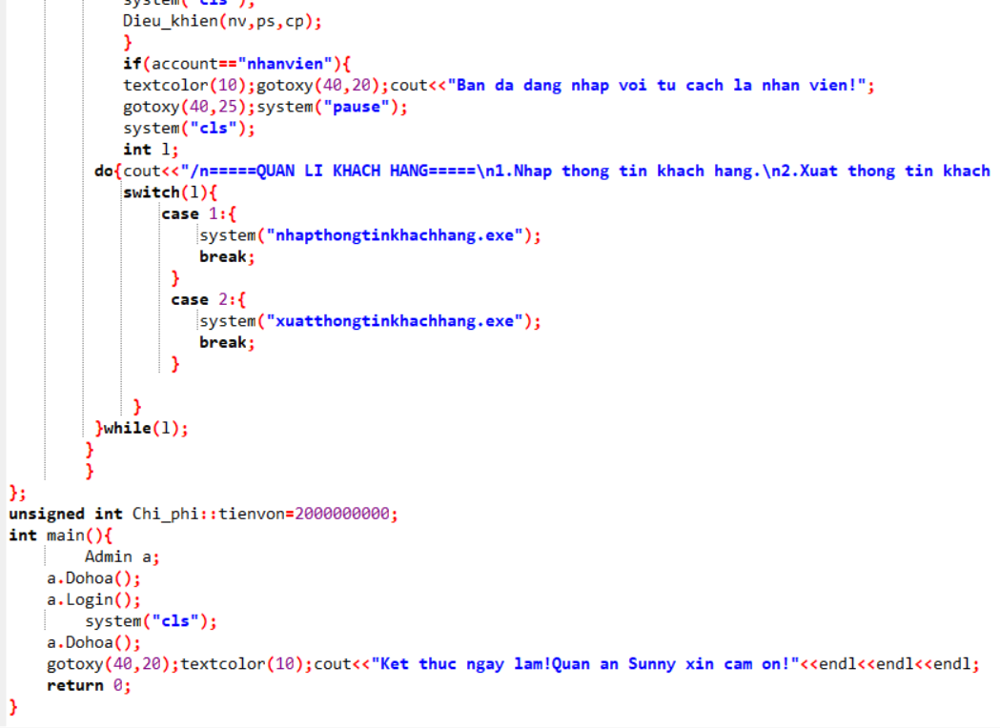 system("cls");
Dieu_khien(nv,ps,cp);
}
if(account=="nhanvien"){
textcolor(10);gotoxy(40,20);cout<<"Ban da dang nhap voi tu cach la nhan vien!";
gotoxy(40,25);system("pause");
system("cls");
int l;
do{cout<<"/n=====QUAN LI KHACH HANG=====\n1.Nhap thong tin khach hang.\n2.Xuat thong tin khach
switch(l){
case 1:{
system("nhapthongtinkhachhang.exe");
break;
}
case 2:{
system("xuatthongtinkhachhang.exe");
break;
}
}
}while(l);
}
}
};
unsigned int Chi_phi::tienvon=2000000000;
int main(){
Admin a;
a.Dohoa();
a.Login();
system("cls");
a.Dohoa();
gotoxy(40,20);textcolor(10);cout<<"Ket thuc ngay lam!Quan an Sunny xin cam on!"<<endl<<endl<<endl;
return 0;
}